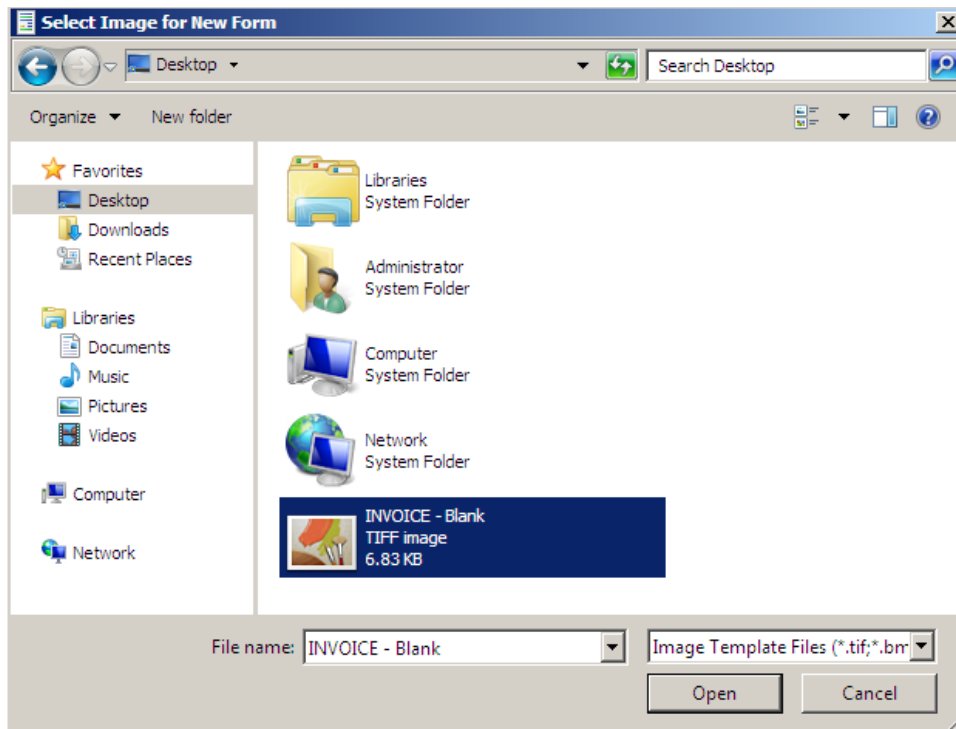 Select Image for New Form
Desktop
Search Desktop
Organize
New folder
Favorites
Desktop
Downloads
Recent Places
Libraries
Documents
Music
Pictures
Videos
Computer
Network
Libraries
System Folder
Administrator
System Folder
Computer
System Folder
Network
System Folder
INVOICE - Blank
TIFF image
6.83 KB
File name:
INVOICE - Blank
Image Template Files (*.tif;*.bm
Open
Cancel